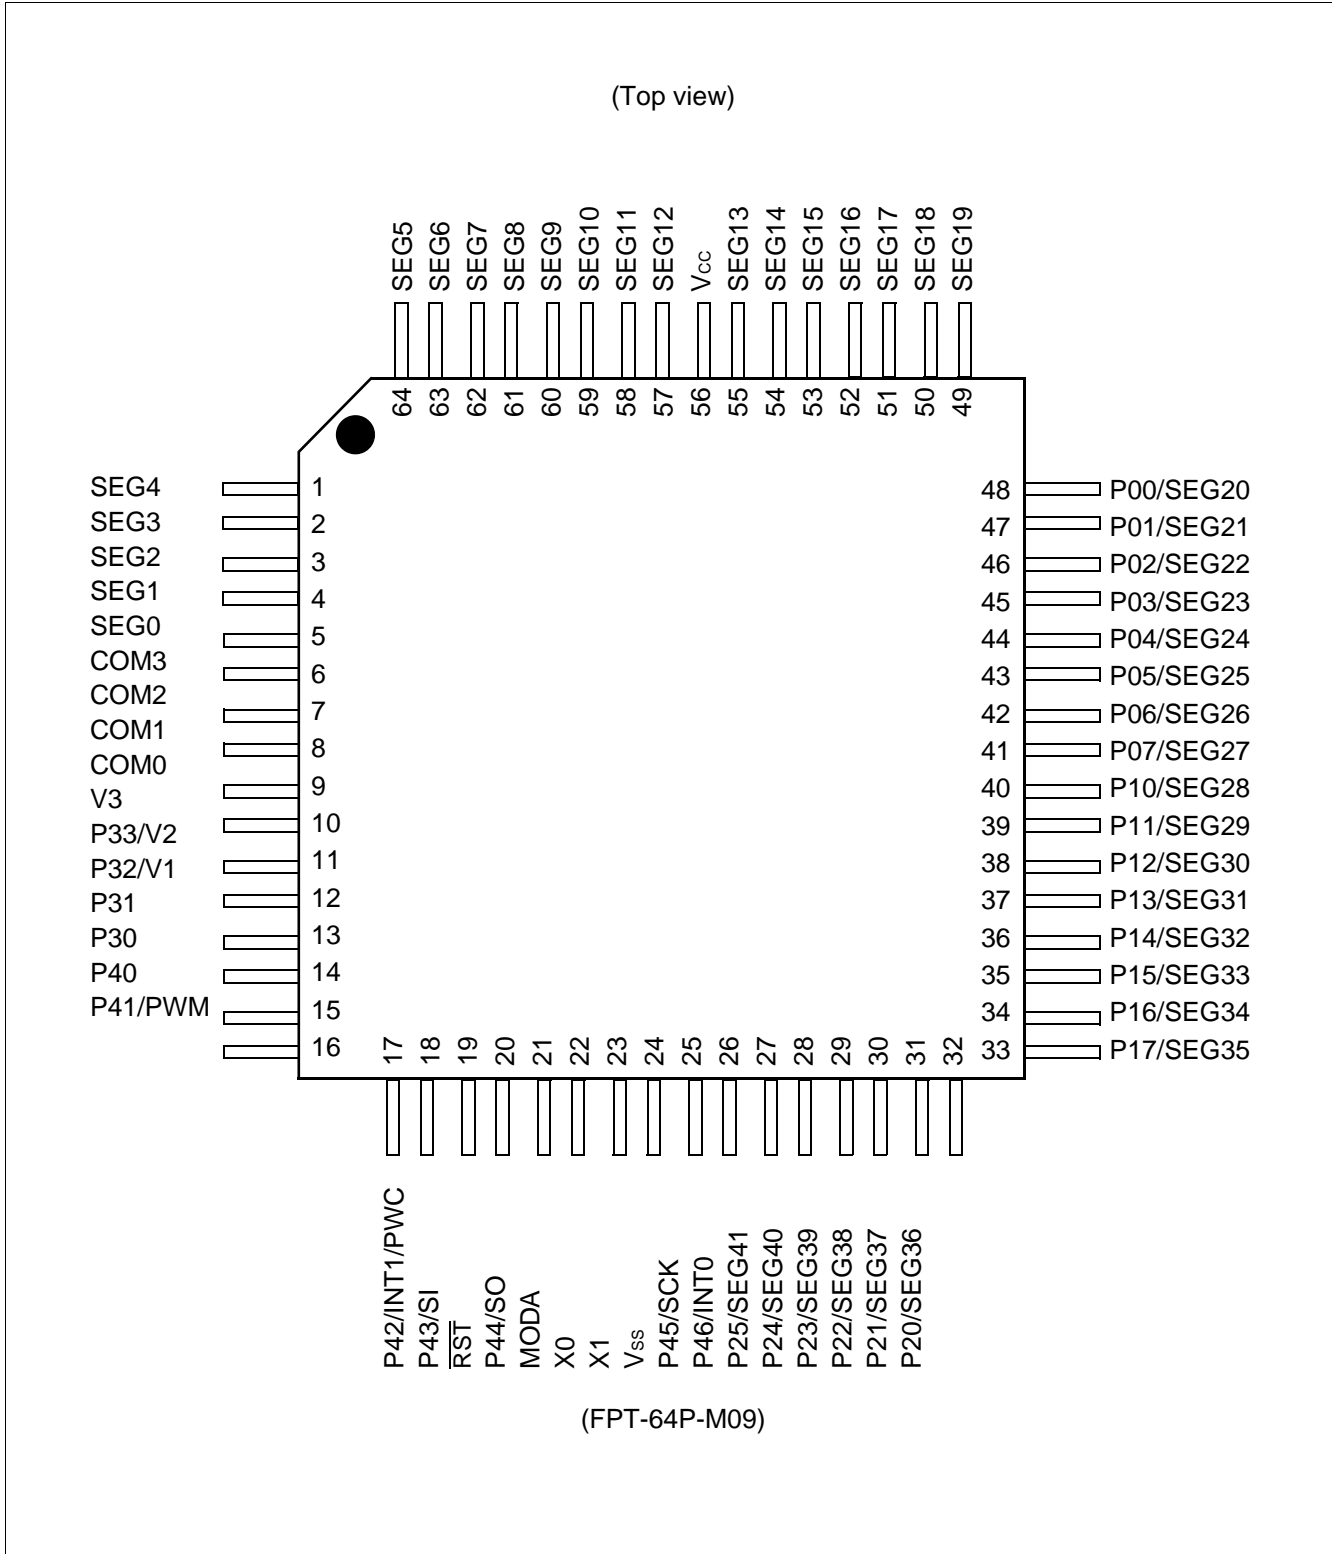 (Top view)
SEG5
SEG6
SEG7
SEG8
SEG9
SEG10
SEG11
SEG12
Vcc
SEG13
SEG14
SEG15
SEG16
SEG17
SEG18
SEG19
64
63
62
61
60
59
58
57
56
55
54
53
52
51
50
49
SEG4
SEG3
SEG2
SEG1
SEG0
COM3
COM2
COM1
COM0
V3
P33/V2
P32/V1
P31
P30
P40
P41/PWM
1
2
3
4
5
6
7
8
9
10
11
12
13
14
15
16
48 P00/SEG20
47 P01/SEG21
46 P02/SEG22
45 P03/SEG23
44 P04/SEG24
43 P05/SEG25
42 P06/SEG26
41 P07/SEG27
40 P10/SEG28
39 P11/SEG29
38 P12/SEG30
37 P13/SEG31
36 P14/SEG32
35 P15/SEG33
34 P16/SEG34
33 P17/SEG35
17
18
19
20
21
22
23
24
25
26
27
28
29
30
31
32
P42/INT1/PWC
P43/SI
RST
P44/SO
MODA
X0
X1
Vss
P45/SCK
P46/INT0
P25/SEG41
P24/SEG40
P23/SEG39
P22/SEG38
P21/SEG37
P20/SEG36
(FPT-64P-M09)